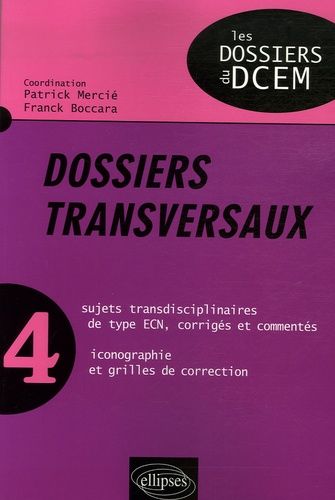 les
DOSSIERS
du
DCEM
Coordination
Patrick Mercié
Franck Boccara
DOSSIERS
TRANSVERSAUX
4
sujets transdisciplinaires
de type ECN, corrigés et commentés
iconographie
et grilles de correction
ellipses